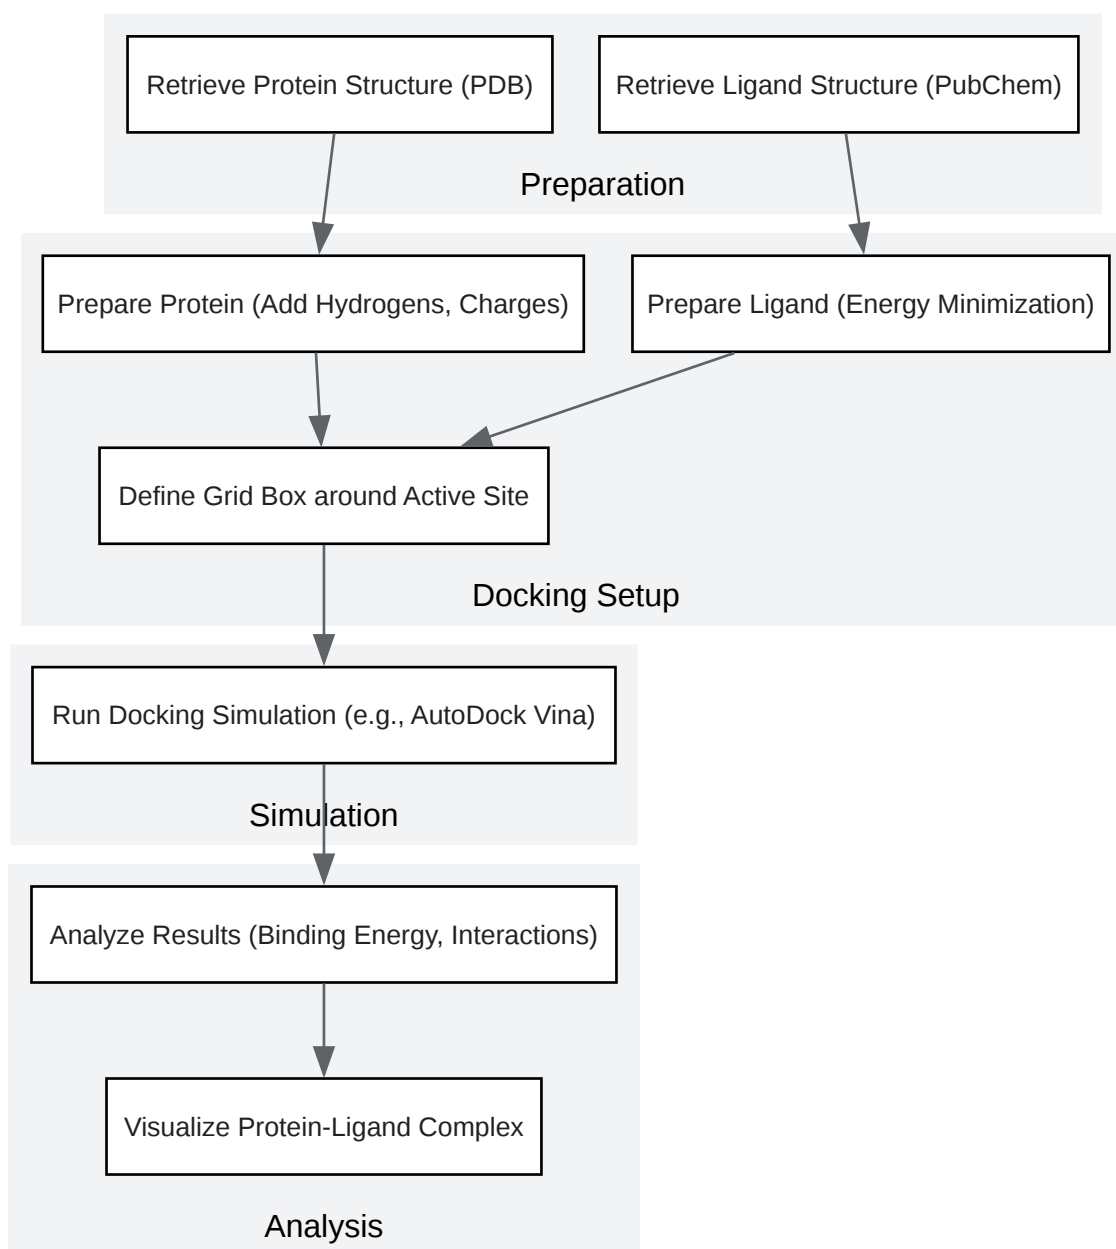 Retrieve Protein Structure (PDB)
Retrieve Ligand Structure (PubChem)
Preparation
Prepare Protein (Add Hydrogens, Charges)
Prepare Ligand (Energy Minimization)
Define Grid Box around Active Site
Docking Setup
Run Docking Simulation (e.g., AutoDock Vina)
Simulation
Analyze Results (Binding Energy, Interactions)
Visualize Protein-Ligand Complex
Analysis